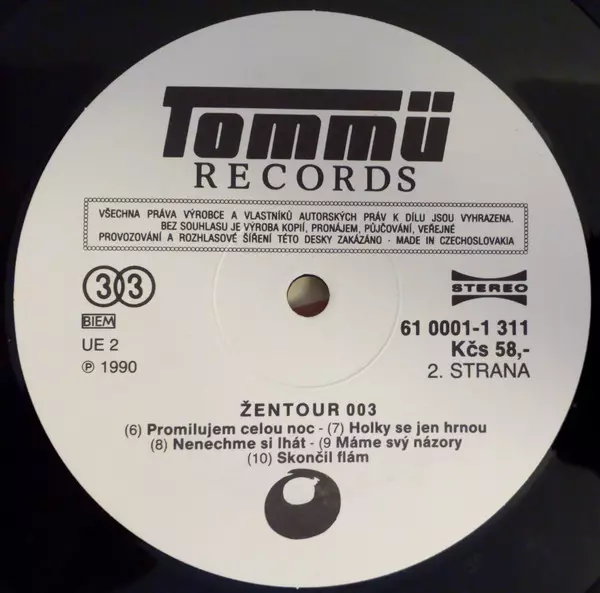 Tommü
RECORDS
VŠECHNA PRÁVA VÝROBCE A VLASTNÍKŮ AUTORSKÝCH PRÁV K DÍLU JSOU VYHRAZENA.
BEZ SOUHLASU JE VÝROBA KOPIÍ, PRONÁJEM, PŮJČOVÁNÍ, VEŘEJNÉ
PROVOZOVÁNÍ A ROZHLASOVÉ ŠÍŘENÍ TÉTO DESKY ZAKÁZÁNO - MADE IN CZECHOSLOVAKIA
33
STEREO
BIEM
61 0001-1 311
UE 2
Kčs 58,-
℗ 1990
2. STRANA
ŽENTOUR 003
(6) Promilujem celou noc - (7) Holky se jen hrnou
(8) Nenechme si lhát - (9 Máme svý názory
(10) Skončil flám